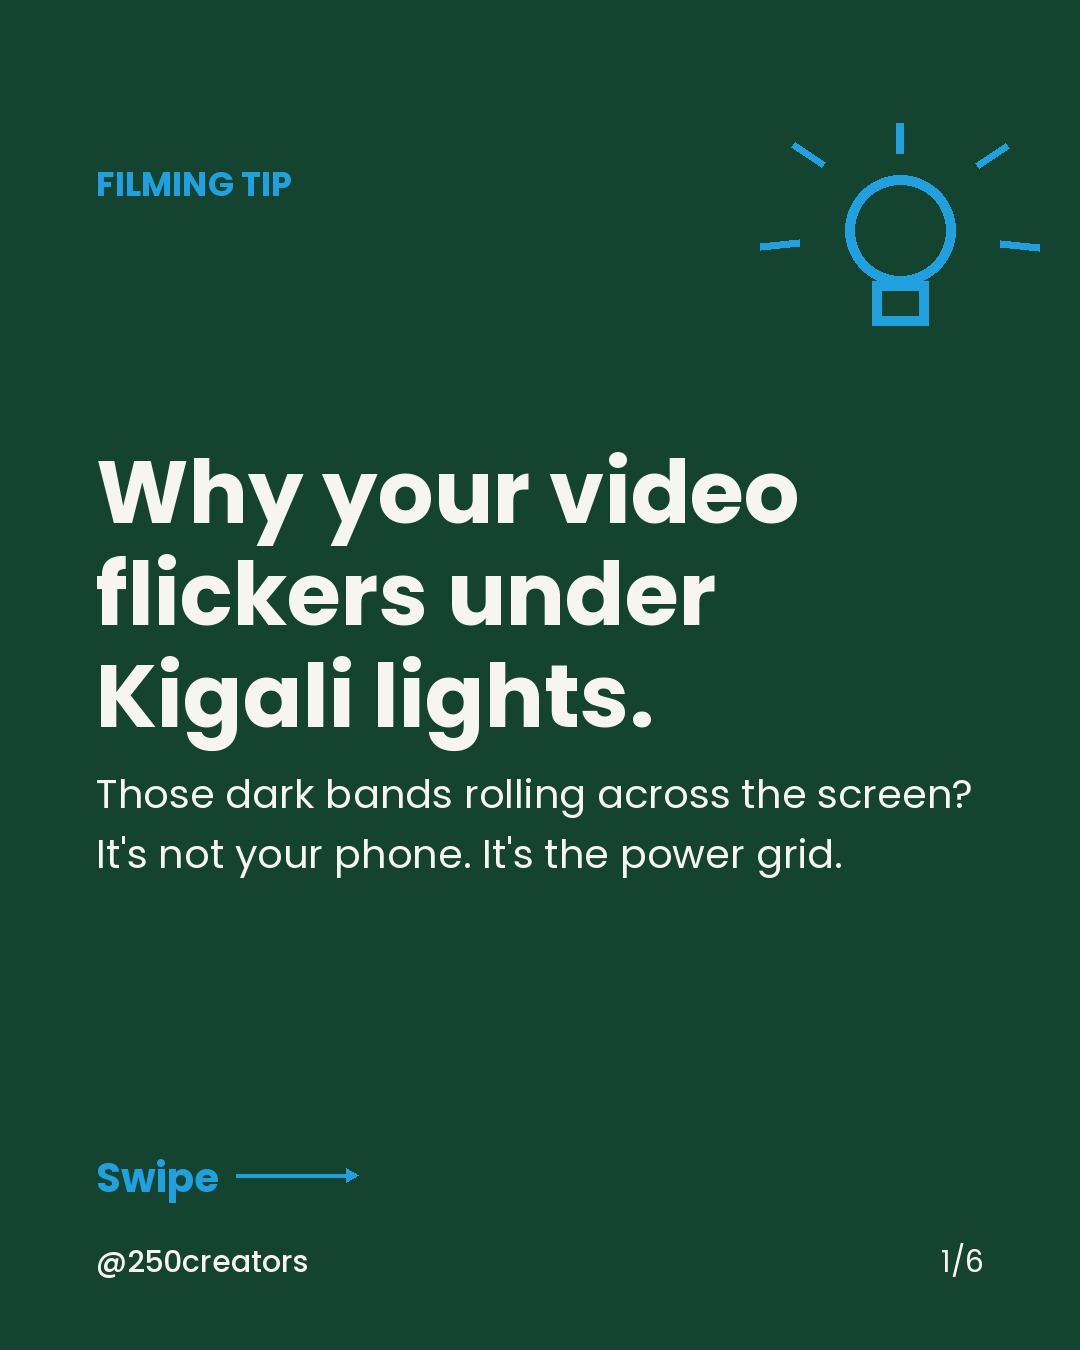 FILMING TIP
Why your video
flickers under
Kigali lights.
Those dark bands rolling across the screen?
It's not your phone. It's the power grid.
Swipe
@250creators
1/6